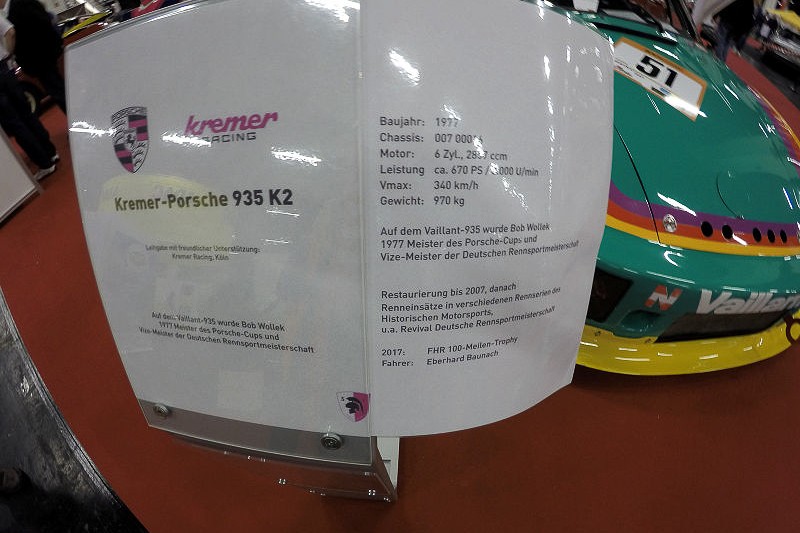 kremer
RACING
Kremer-Porsche 935 K2
Leihgabe mit freundlicher Unterstützung:
Kremer Racing, Köln
Auf dem Vaillant-935 wurde Bob Wollek
1977 Meister des Porsche-Cups und
Vize-Meister der Deutschen Rennsportmeisterschaft
Baujahr: 1977
Chassis: 007
Motor: 6 Zyl., ccm
Leistung ca. 670 PS / U/min
Vmax: 340 km/h
Gewicht: 970 kg
Auf dem Vaillant-935 wurde Bob Wollek
1977 Meister des Porsche-Cups und
Vize-Meister der Deutschen Rennsportmeisterschaft
Restaurierung bis 2007, danach
Renneinsätze in verschiedenen Rennserien des
Historischen Motorsports,
u.a. Revival Deutsche Rennsportmeisterschaft
2017: FHR 100-Meilen-Trophy
Fahrer: Eberhard Baunach
51
Vaillant